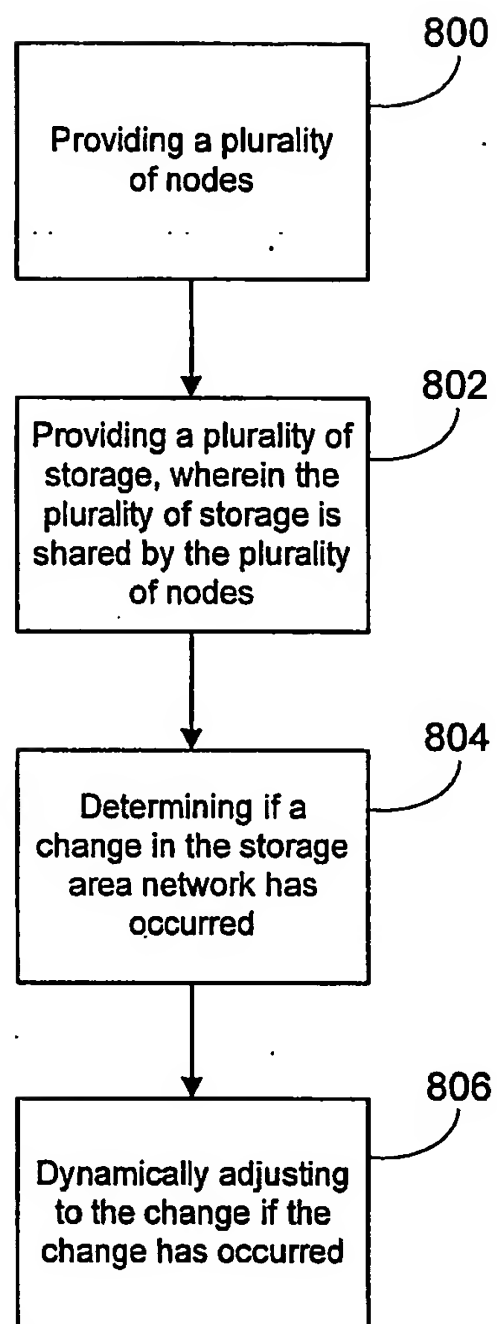 800
Providing a plurality
of nodes
802
Providing a plurality of
storage, wherein the
plurality of storage is
shared by the plurality
of nodes
804
Determining if a
change in the storage
area network has
occurred
806
Dynamically adjusting
to the change if the
change has occurred